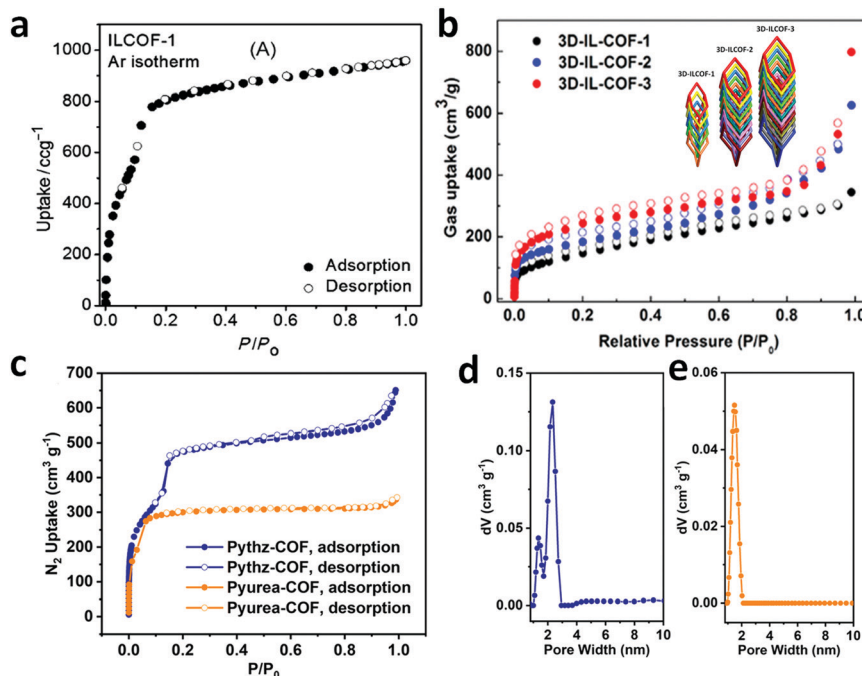 a
ILCOF-1
Ar isotherm
(A)
Uptake/ccg⁻¹
1000
800
600
400
200
0
Adsorption
Desorption
0.0 0.2 0.4 0.6 0.8 1.0
P/Po
b
3D-IL-COF-1
3D-IL-COF-2
3D-IL-COF-3
3D-ILCOF-1
3D-ILCOF-2
3D-ILCOF-3
Gas uptake (cm³/g)
800
600
400
200
0
0.0 0.2 0.4 0.6 0.8 1.0
Relative Pressure (P/P₀)
c
N₂ Uptake (cm³ g⁻¹)
700
600
500
400
300
200
100
0
Pythz-COF, adsorption
Pythz-COF, desorption
Pyurea-COF, adsorption
Pyurea-COF, desorption
0.0 0.2 0.4 0.6 0.8 1.0
P/P₀
d
dV (cm³ g⁻¹)
0.15
0.10
0.05
0.00
2 4 6 8 10
Pore Width (nm)
e
dV (cm³ g⁻¹)
0.06
0.04
0.02
0.00
2 4 6 8 10
Pore Width (nm)